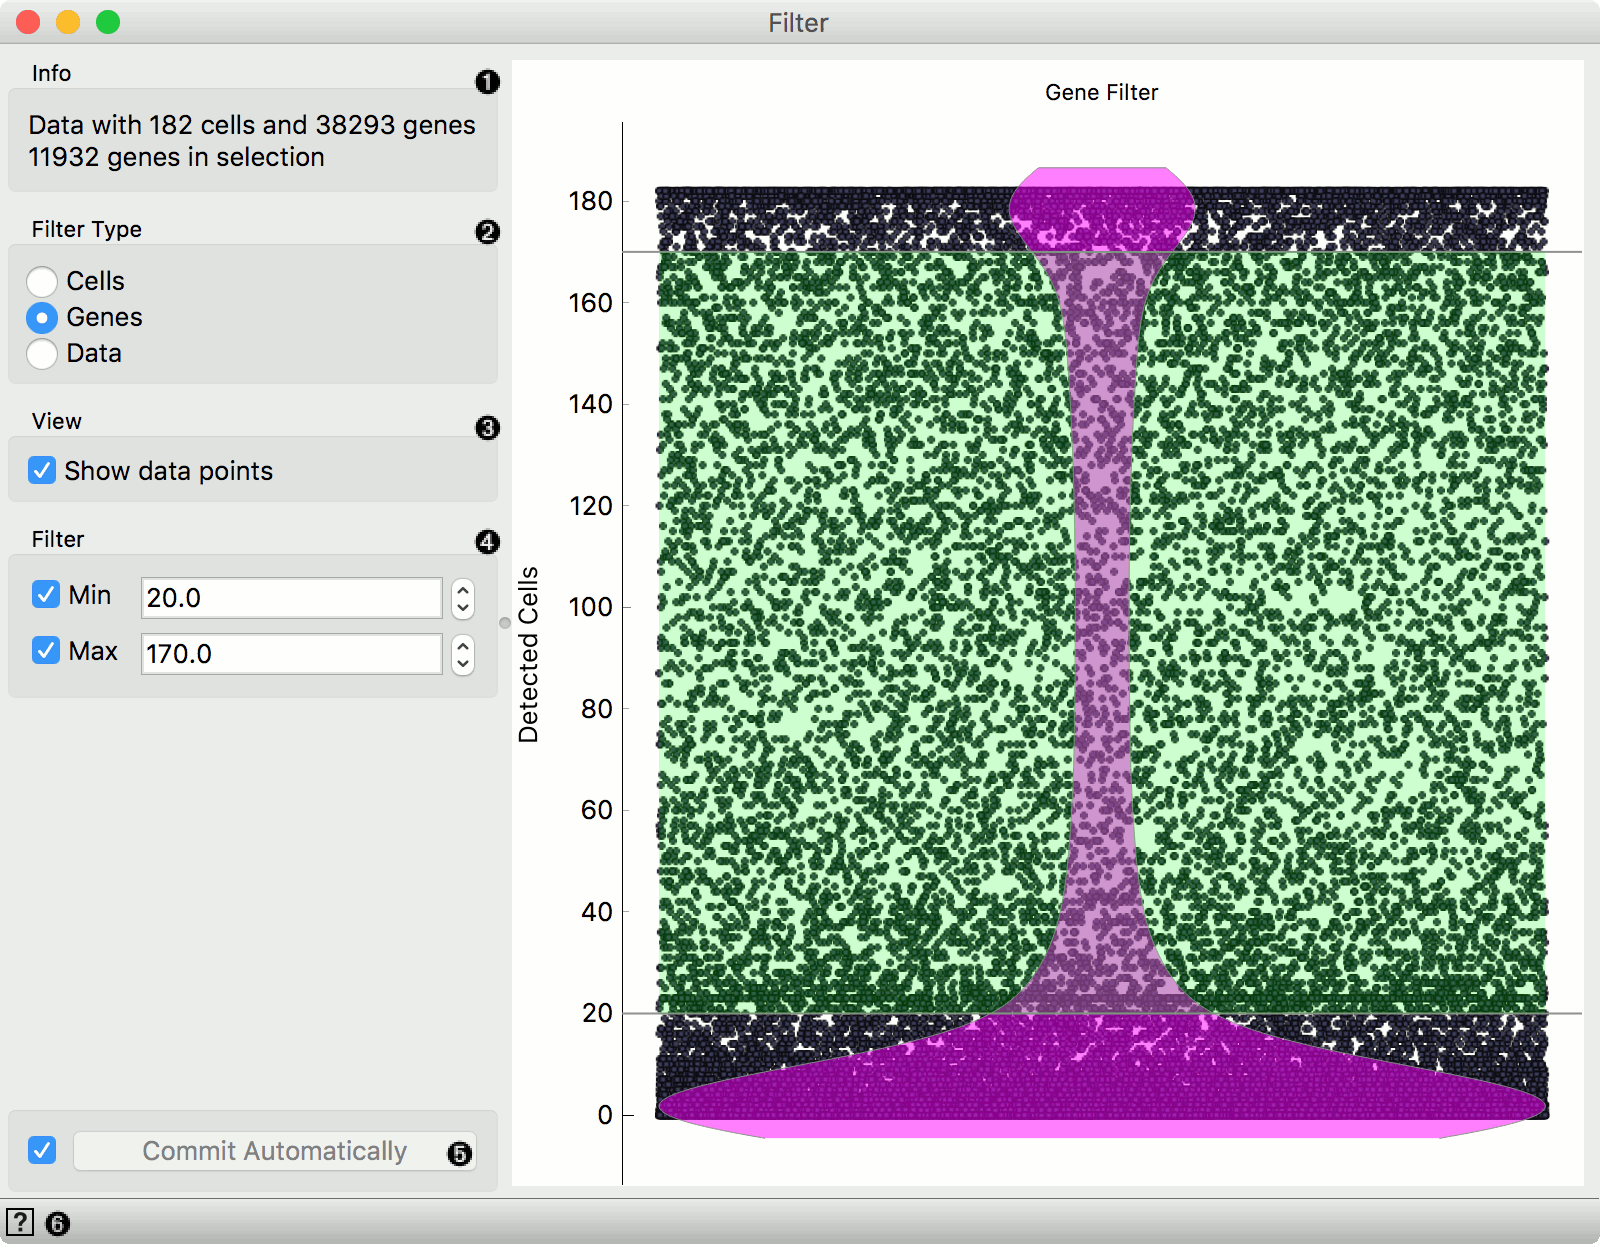 Filter
Info
1
Data with 182 cells and 38293 genes
11932 genes in selection
Filter Type
2
Cells
Genes
Data
View
3
Show data points
Filter
4
Min 20.0
Max 170.0
Commit Automatically
5
? 6
Gene Filter
Detected Cells
180
160
140
120
100
80
60
40
20
0